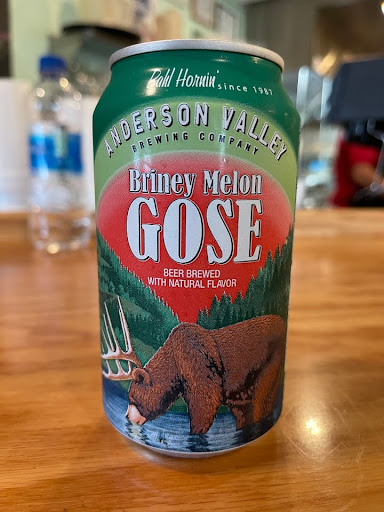 Bahl Hornin'
since 1987
ANDERSON VALLEY
BREWING COMPANY
Briney Melon
GOSE
BEER BREWED
WITH NATURAL FLAVOR